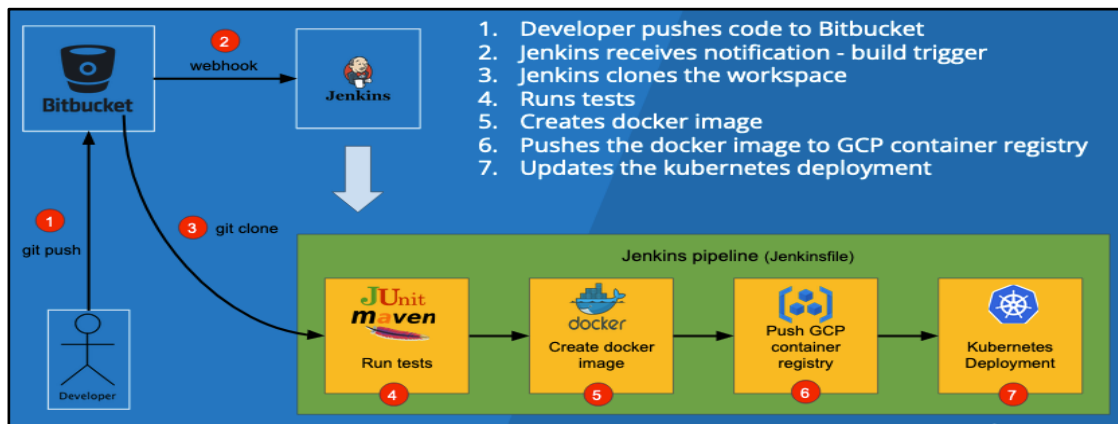 1. Developer pushes code to Bitbucket
2. Jenkins receives notification - build trigger
3. Jenkins clones the workspace
4. Runs tests
5. Creates docker image
6. Pushes the docker image to GCP container registry
7. Updates the kubernetes deployment
Bitbucket
2
webhook
Jenkins
1
git push
3 git clone
Developer
Jenkins pipeline (Jenkinsfile)
JUnit
maven
Run tests
4
docker
Create docker
image
5
Push GCP
container
registry
6
Kubernetes
Deployment
7